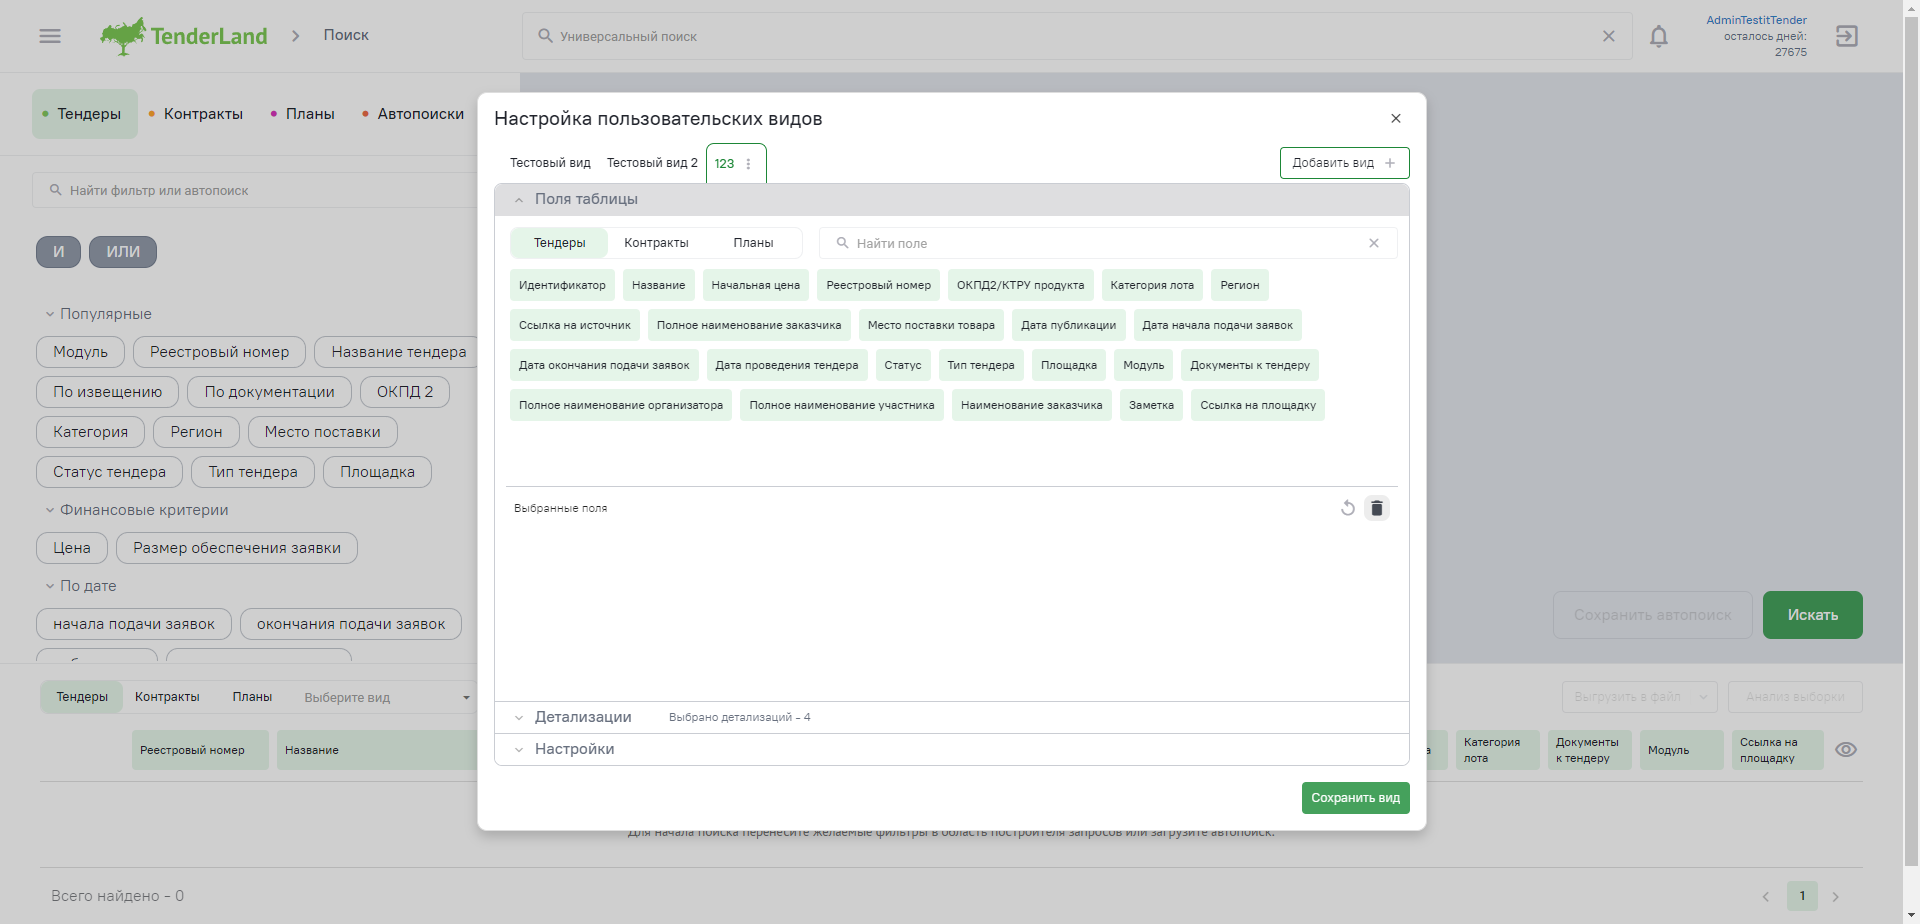 TenderLand
Поиск
Универсальный поиск
AdminTestitTender
осталось дней:
27675
Тендеры
Контракты
Планы
Автопоиски
Найти фильтр или автопоиск
И
ИЛИ
Популярные
Модуль
Реестровый номер
Название тендера
По извещению
По документации
ОКПД 2
Категория
Регион
Место поставки
Статус тендера
Тип тендера
Площадка
Финансовые критерии
Цена
Размер обеспечения заявки
По дате
начала подачи заявок
окончания подачи заявок
Настройка пользовательских видов
Тестовый вид
Тестовый вид 2
123
Добавить вид
Поля таблицы
Тендеры
Контракты
Планы
Найти поле
Идентификатор
Название
Начальная цена
Реестровый номер
ОКПД2/КТРУ продукта
Категория лота
Регион
Ссылка на источник
Полное наименование заказчика
Место поставки товара
Дата публикации
Дата начала подачи заявок
Дата окончания подачи заявок
Дата проведения тендера
Статус
Тип тендера
Площадка
Модуль
Документы к тендеру
Полное наименование организатора
Полное наименование участника
Наименование заказчика
Заметка
Ссылка на площадку
Выбранные поля
Детализации
Выбрано детализаций - 4
Настройки
Сохранить вид
Сохранить автопоиск
Искать
Тендеры
Контракты
Планы
Выберите вид
Выгрузить в файл
Анализ выборки
Реестровый номер
Название
Категория
лота
Документы
к тендеру
Модуль
Ссылка на
площадку
Для начала поиска перенесите желаемые фильтры в область построителя запросов или загрузите автопоиск.
Всего найдено - 0
1